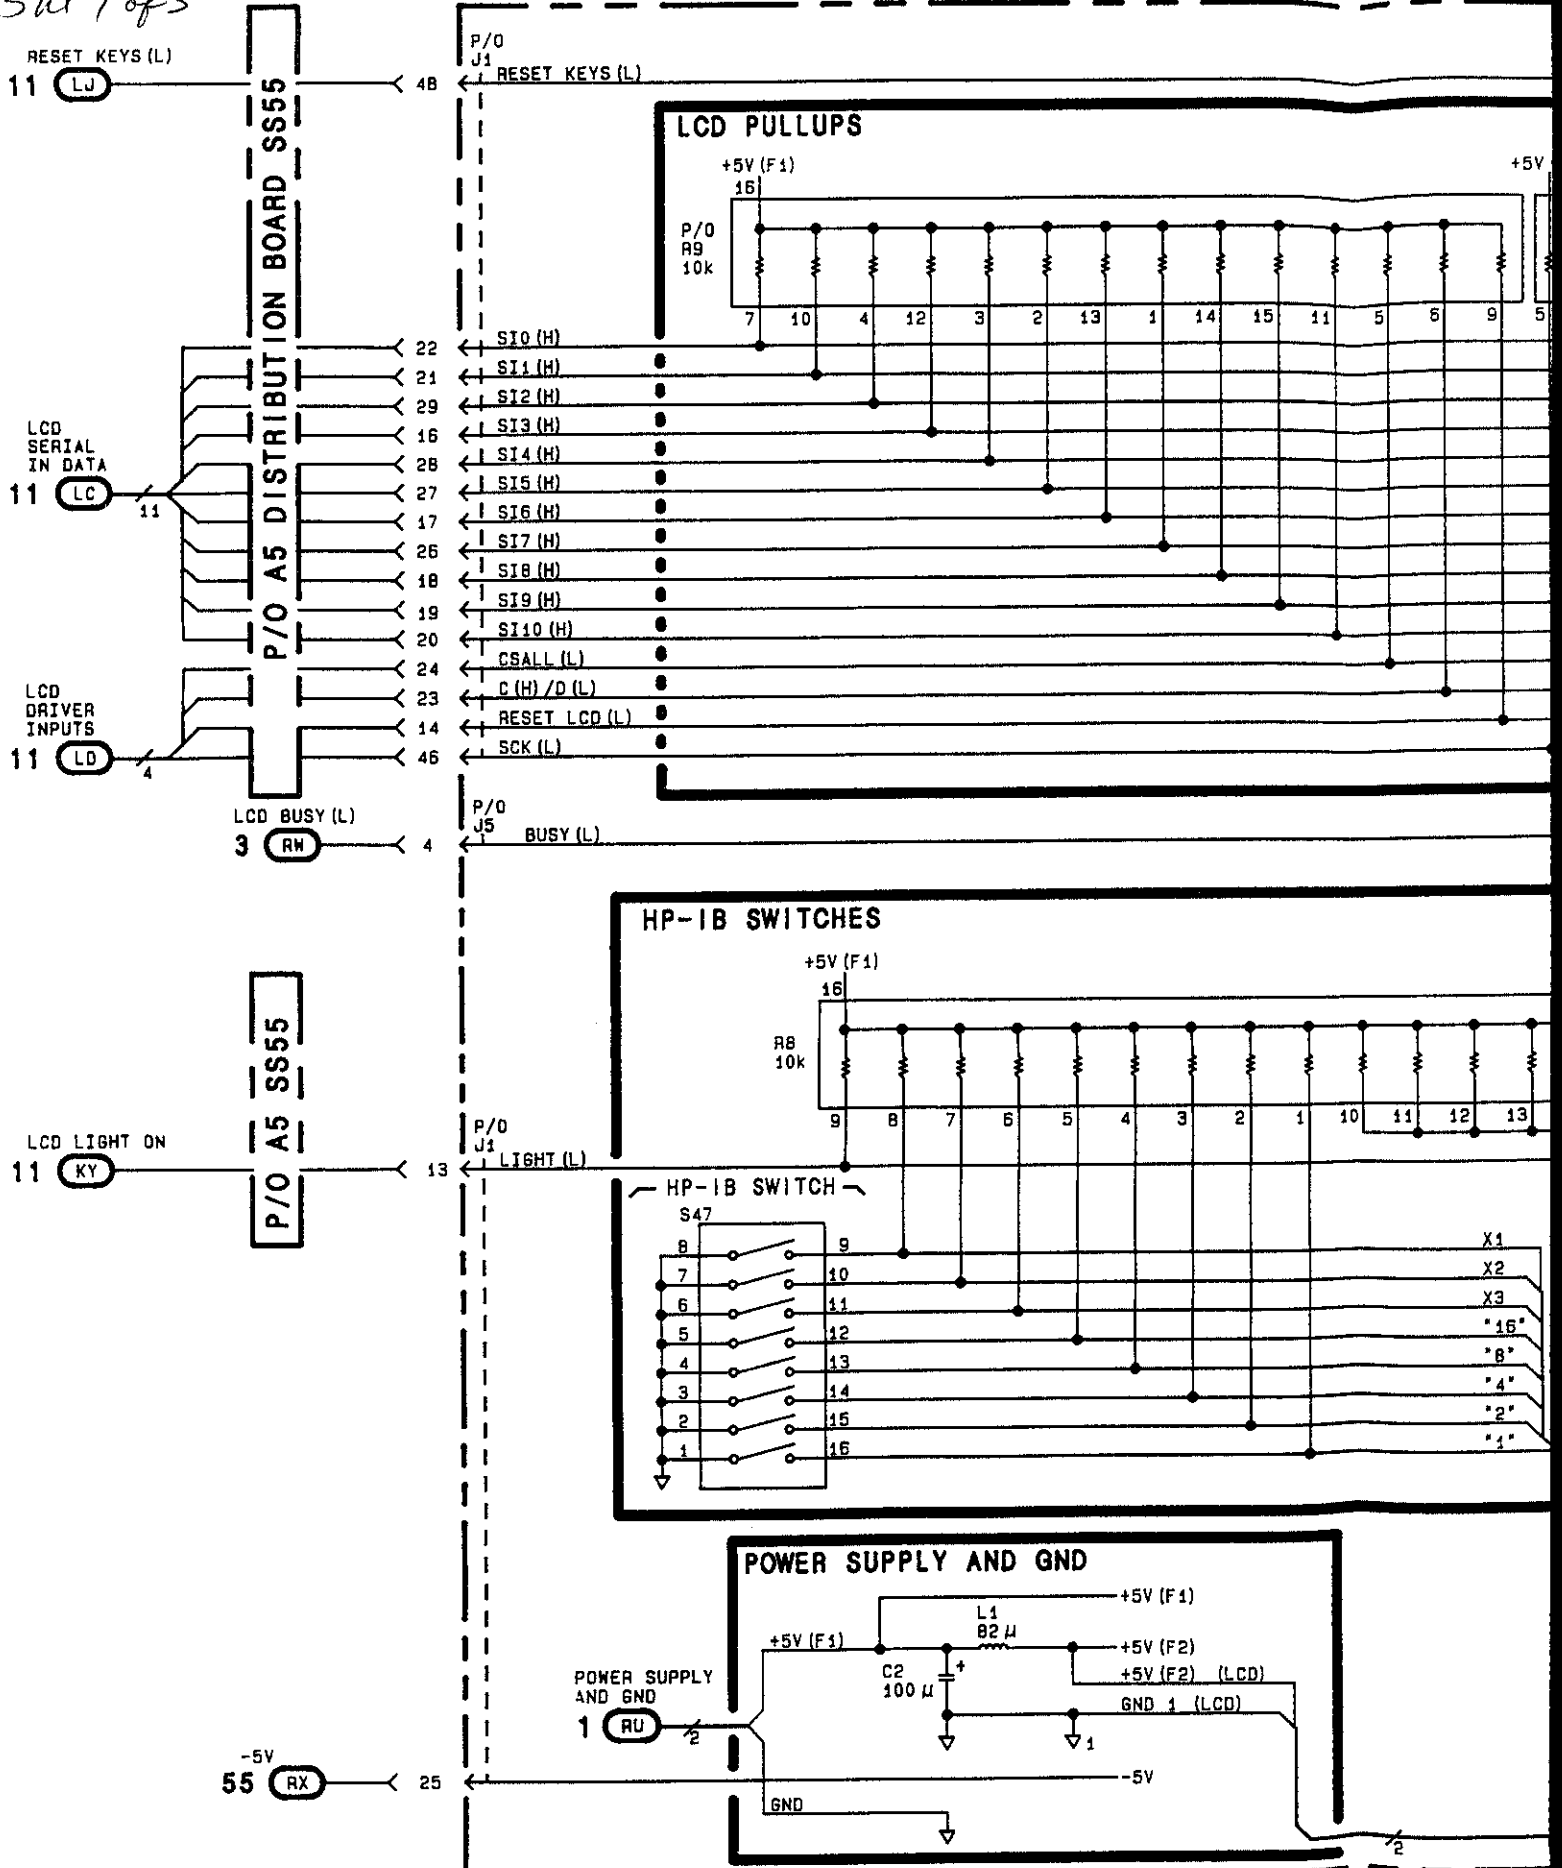 RESET KEYS (L)
11 LJ
48
P/O
J1
RESET KEYS (L)
P/O A5 DISTRIBUTION BOARD SS55
LCD PULLUPS
+5V (F1)
16
+5V
P/O
R9
10k
7 10 4 12 3 2 13 1 14 15 11 5 6 9 5
22 SI0 (H)
21 SI1 (H)
29 SI2 (H)
16 SI3 (H)
28 SI4 (H)
27 SI5 (H)
17 SI6 (H)
26 SI7 (H)
18 SI8 (H)
19 SI9 (H)
20 SI10 (H)
24 CSALL (L)
23 C (H) /D (L)
14 RESET LCD (L)
46 SCK (L)
LCD
SERIAL
IN DATA
11 LC
11
LCD
DRIVER
INPUTS
11 LD
4
LCD BUSY (L)
3 RW
4
P/O
J5
BUSY (L)
HP-IB SWITCHES
+5V (F1)
16
R8
10k
9 8 7 6 5 4 3 2 1 10 11 12 13
P/O A5 SS55
LCD LIGHT ON
11 KY
13
P/O
J1
LIGHT (L)
HP-IB SWITCH
S47
8 9 X1
7 10 X2
6 11 X3
5 12 "16"
4 13 "8"
3 14 "4"
2 15 "2"
1 16 "1"
POWER SUPPLY AND GND
+5V (F1)
L1
82 µ
+5V (F1)
+5V (F2)
C2
100 µ
+
+5V (F2) (LCD)
GND 1 (LCD)
1
POWER SUPPLY
AND GND
1 RU
2
-5V
55 RX
25
-5V
GND
2